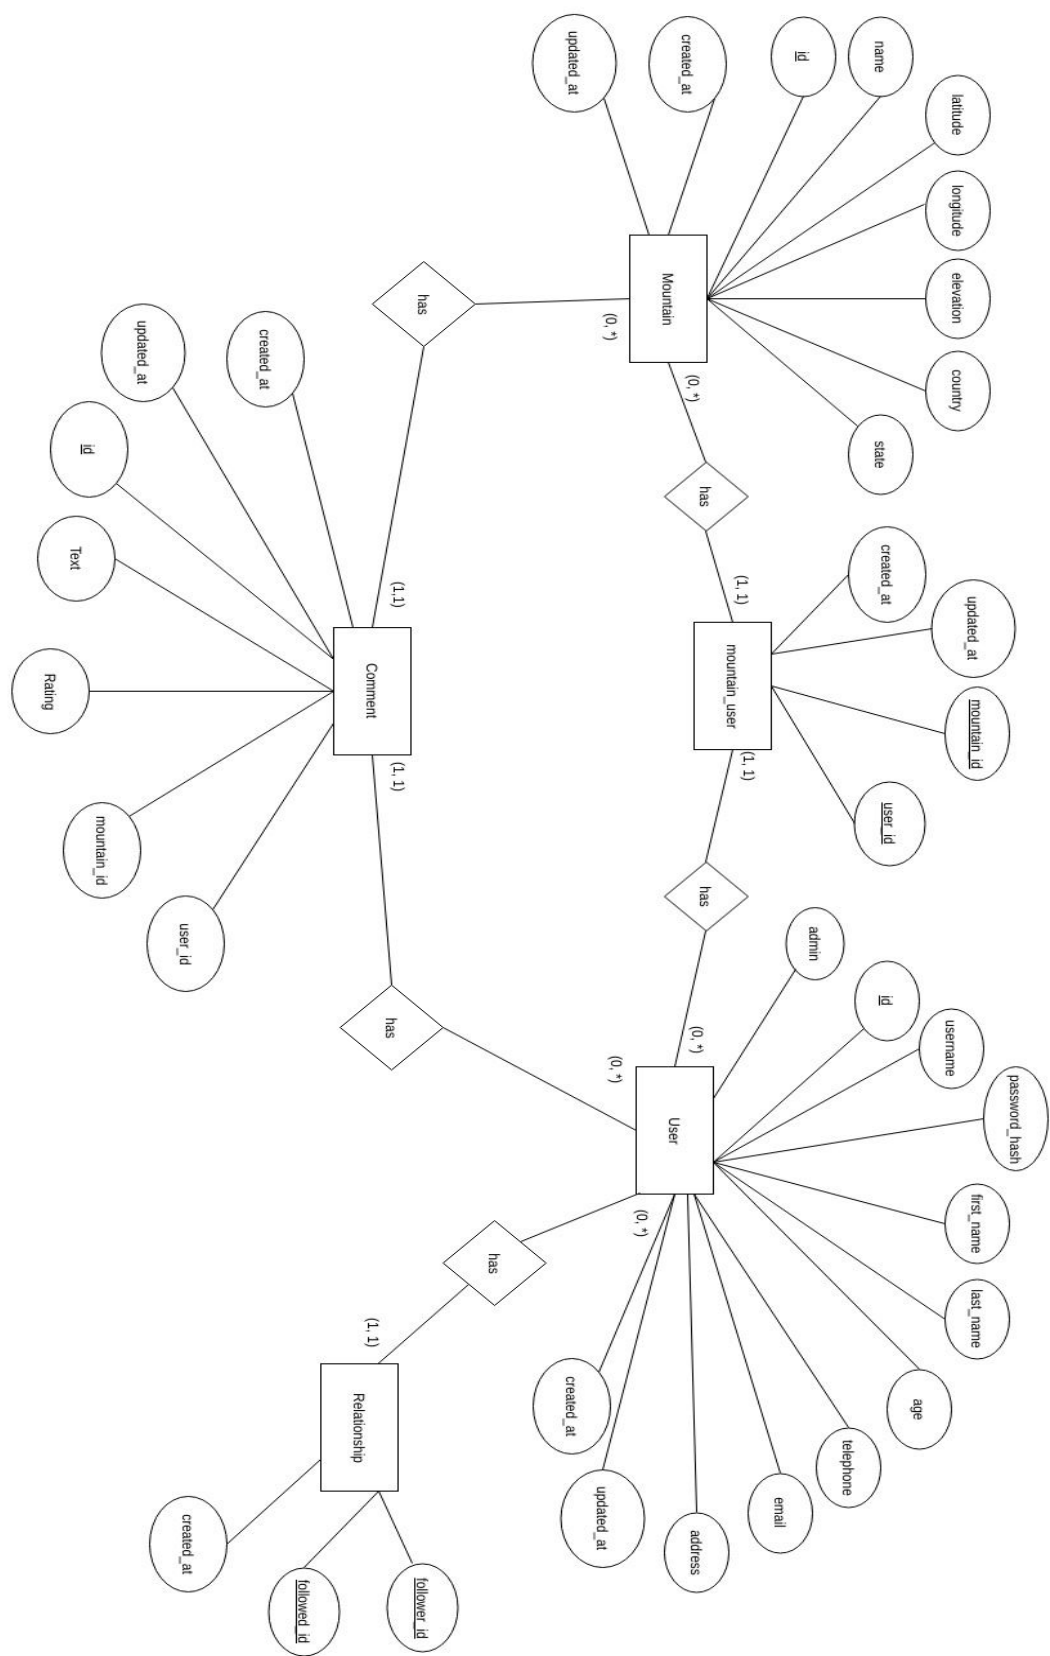 name
id
created_at
updated_at
latitude
longitude
elevation
country
state
Mountain
(0, *)
(0, *)
has
has
created_at
updated_at
mountain_id
user_id
(1, 1)
mountain_user
(1, 1)
created_at
updated_at
id
Text
Rating
mountain_id
user_id
(1,1)
Comment
(1, 1)
has
has
admin
id
username
password_hash
first_name
last_name
age
telephone
email
address
updated_at
created_at
(0, *)
(0, *)
User
(0, *)
has
(1, 1)
Relationship
created_at
followed_id
follower_id